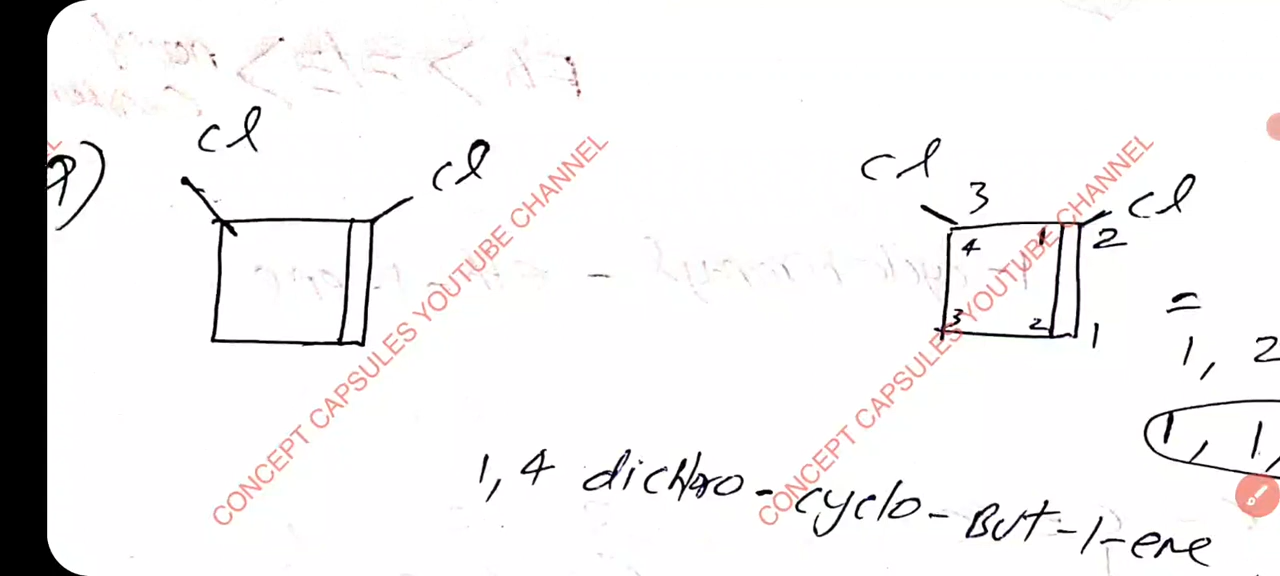 Cl
Cl
Cl
3
Cl
7)
4
1
2
3
2
1
=
1, 2
1, 1,
1,4 dichloro-cyclo-But-1-ene
CONCEPT CAPSULES YOUTUBE CHANNEL
CONCEPT CAPSULES YOUTUBE CHANNEL